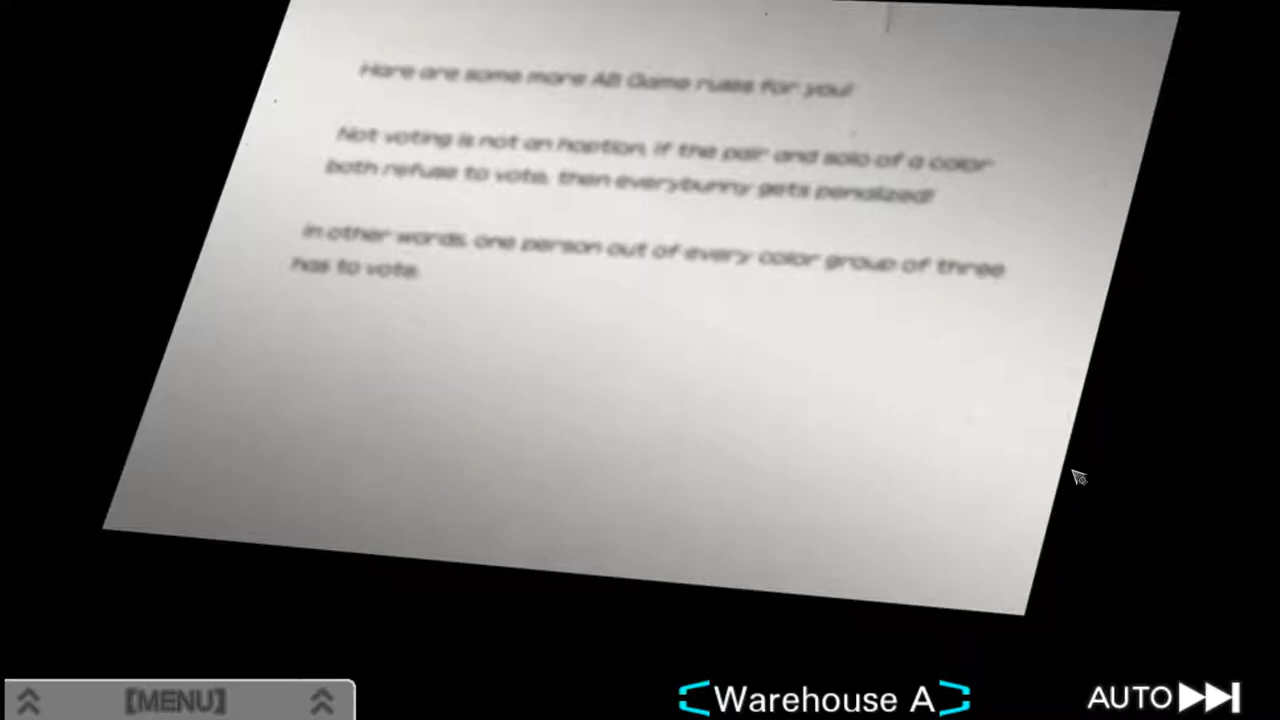 Here are some more AB Game rules for you!
Not voting is not an hoption. If the pair and solo of a color
both refuse to vote, then everybunny gets penalized!
In other words, one person out of every color group of three
has to vote.
[MENU]
Warehouse A
AUTO